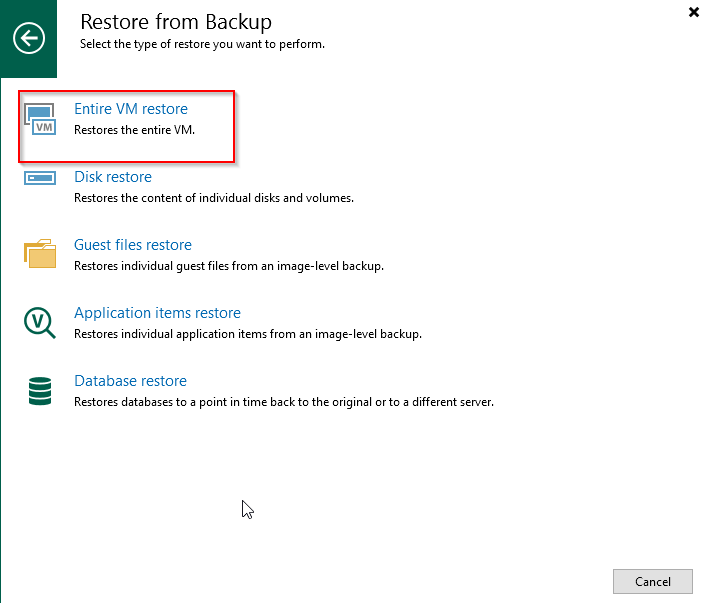 Restore from Backup
Select the type of restore you want to perform.
Entire VM restore
VM
Restores the entire VM.
Disk restore
Restores the content of individual disks and volumes.
Guest files restore
Restores individual guest files from an image-level backup.
Application items restore
V
Restores individual application items from an image-level backup.
Database restore
Restores databases to a point in time back to the original or to a different server.
Cancel